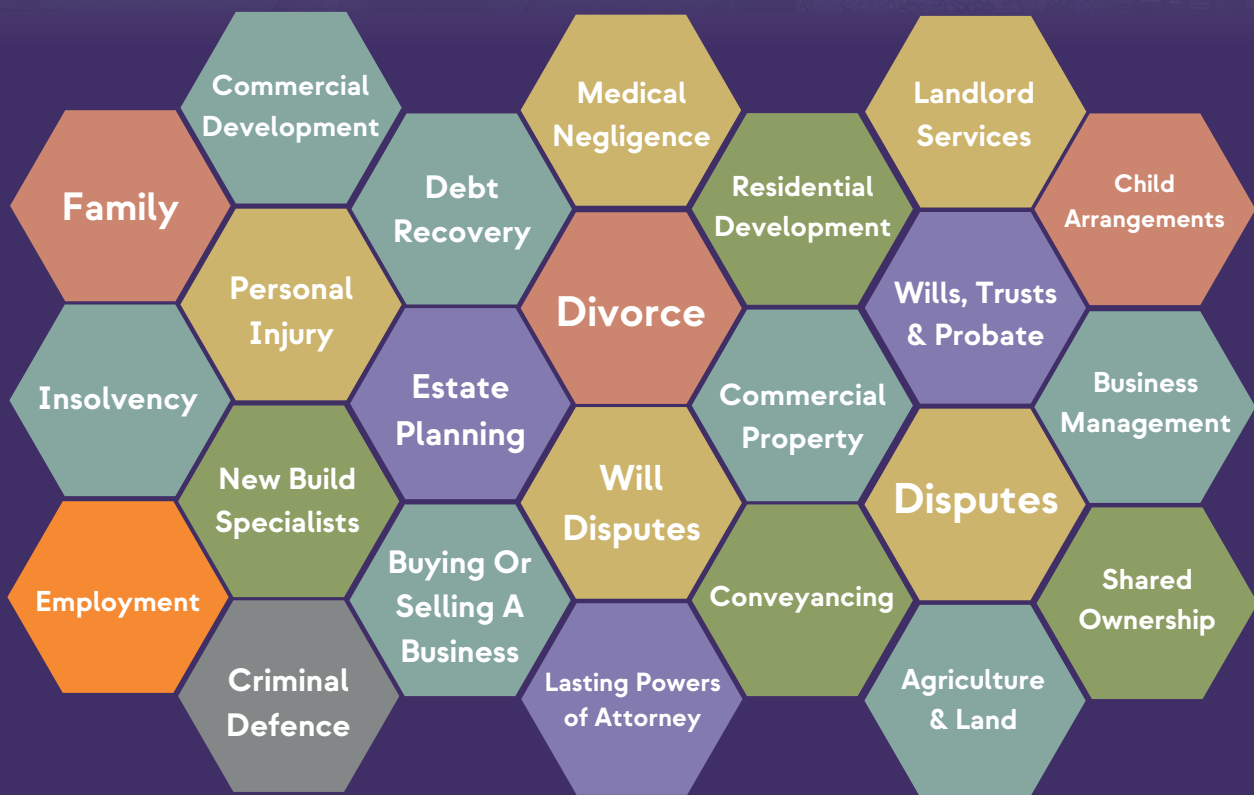 Commercial
Development
Medical
Negligence
Landlord
Services
Family
Debt
Recovery
Residential
Development
Child
Arrangements
Personal
Injury
Divorce
Wills, Trusts
& Probate
Insolvency
Estate
Planning
Commercial
Property
Business
Management
New Build
Specialists
Will
Disputes
Disputes
Employment
Buying Or
Selling A
Business
Conveyancing
Shared
Ownership
Criminal
Defence
Lasting Powers
of Attorney
Agriculture
& Land